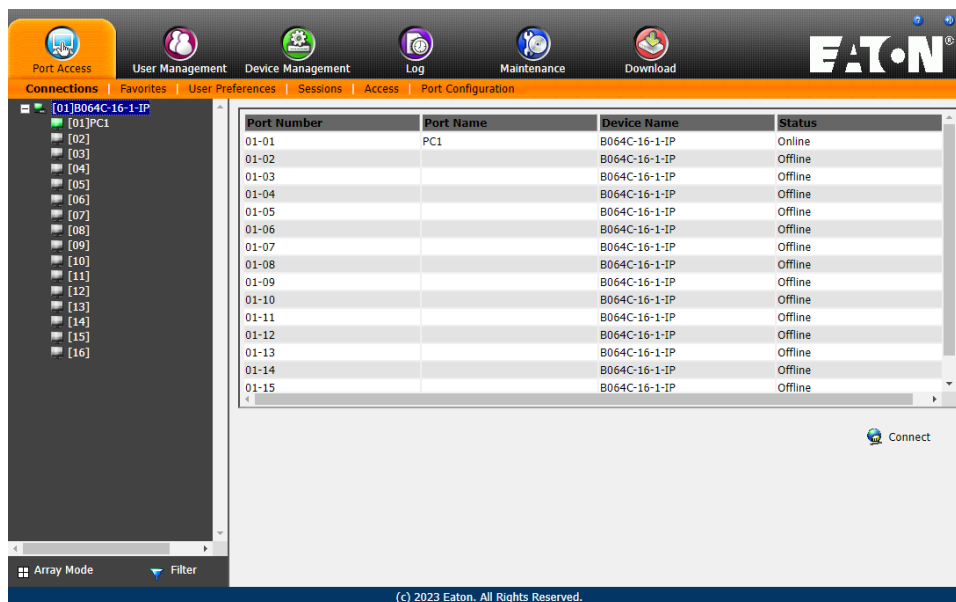 EATON®
Port Access User Management Device Management Log Maintenance Download
Connections | Favorites | User Preferences | Sessions | Access | Port Configuration
[01]B064C-16-1-IP
[01]PC1
[02]
[03]
[04]
[05]
[06]
[07]
[08]
[09]
[10]
[11]
[12]
[13]
[14]
[15]
[16]
Array Mode Filter
Port Number Port Name Device Name Status
01-01 PC1 B064C-16-1-IP Online
01-02 B064C-16-1-IP Offline
01-03 B064C-16-1-IP Offline
01-04 B064C-16-1-IP Offline
01-05 B064C-16-1-IP Offline
01-06 B064C-16-1-IP Offline
01-07 B064C-16-1-IP Offline
01-08 B064C-16-1-IP Offline
01-09 B064C-16-1-IP Offline
01-10 B064C-16-1-IP Offline
01-11 B064C-16-1-IP Offline
01-12 B064C-16-1-IP Offline
01-13 B064C-16-1-IP Offline
01-14 B064C-16-1-IP Offline
01-15 B064C-16-1-IP Offline
Connect
(c) 2023 Eaton. All Rights Reserved.